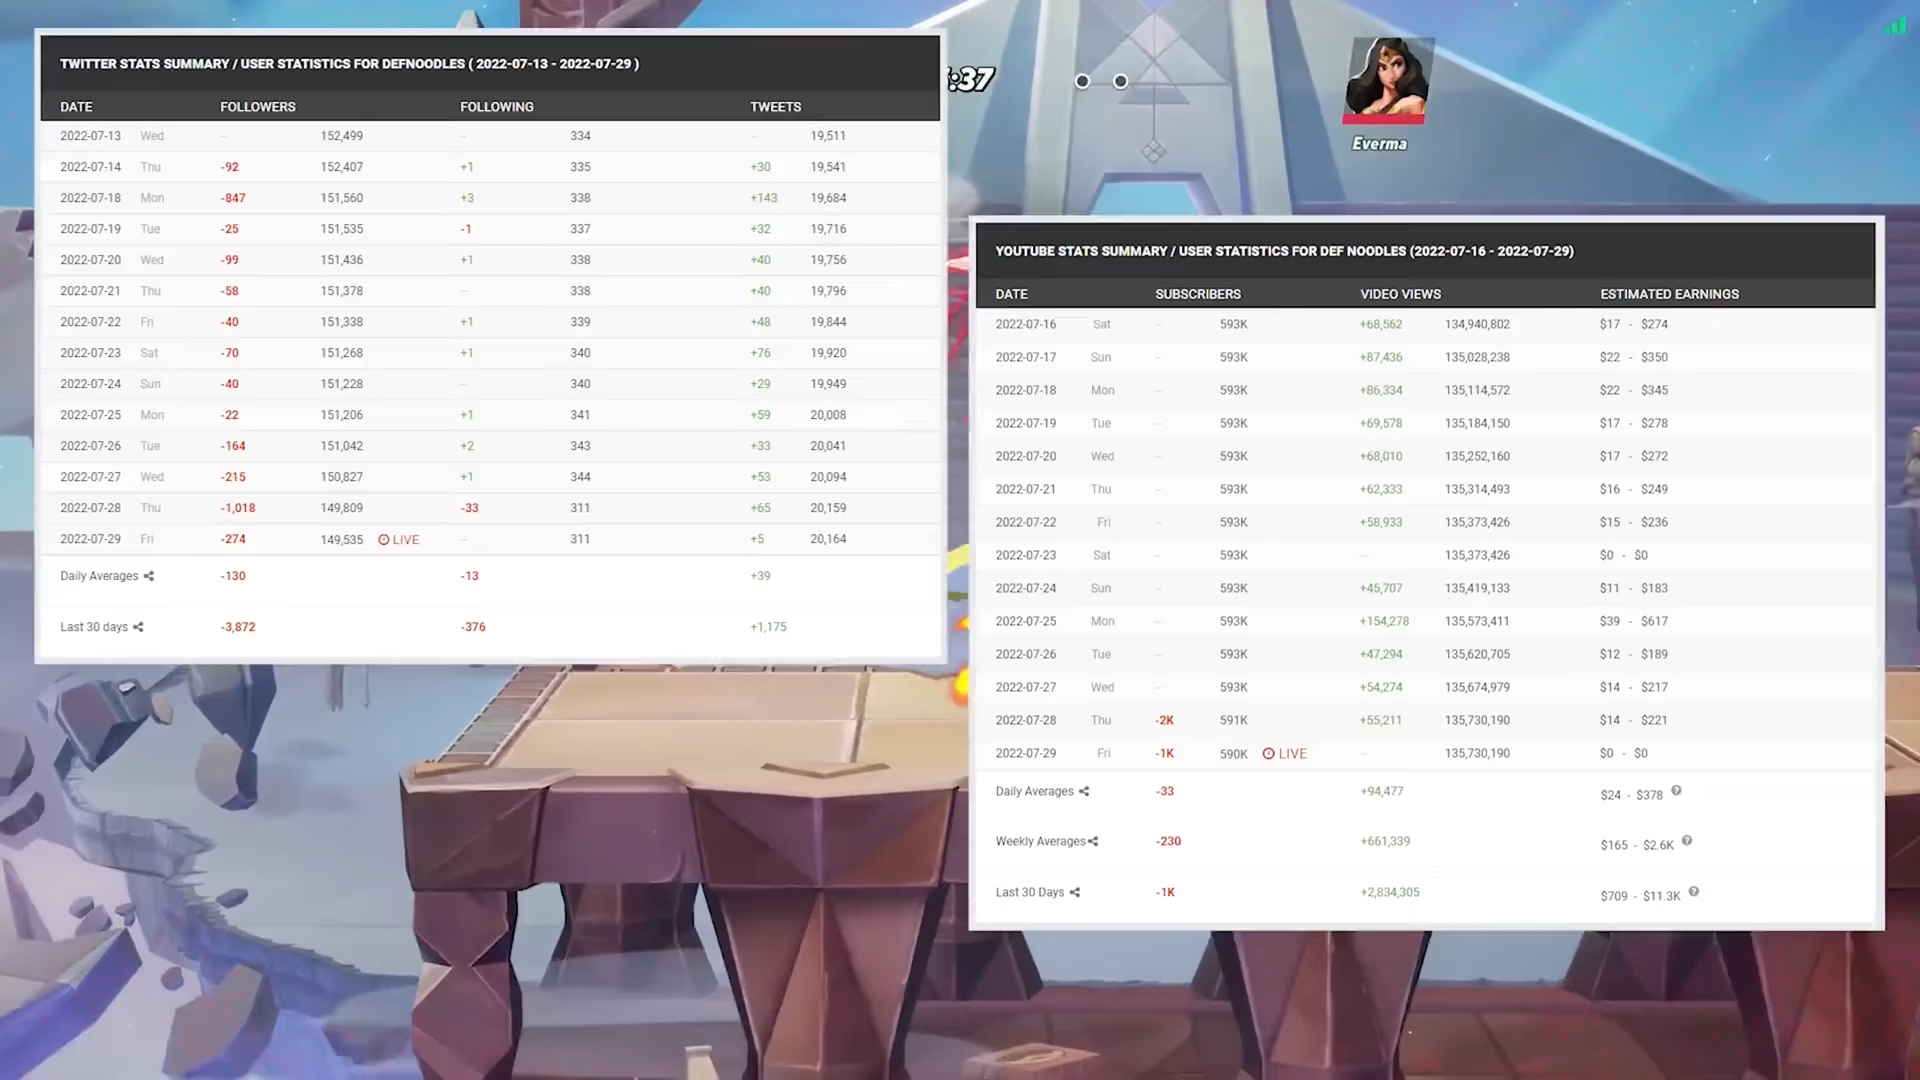 TWITTER STATS SUMMARY / USER STATISTICS FOR DEFNOODLES ( 2022-07-13 - 2022-07-29 )
DATE FOLLOWERS FOLLOWING TWEETS
2022-07-13 Wed -- 152,499 -- 334 -- 19,511
2022-07-14 Thu -92 152,407 +1 335 +30 19,541
2022-07-18 Mon -847 151,560 +3 338 +143 19,684
2022-07-19 Tue -25 151,535 -1 337 +32 19,716
2022-07-20 Wed -99 151,436 +1 338 +40 19,756
2022-07-21 Thu -58 151,378 -- 338 +40 19,796
2022-07-22 Fri -40 151,338 +1 339 +48 19,844
2022-07-23 Sat -70 151,268 +1 340 +76 19,920
2022-07-24 Sun -40 151,228 -- 340 +29 19,949
2022-07-25 Mon -22 151,206 +1 341 +59 20,008
2022-07-26 Tue -164 151,042 +2 343 +33 20,041
2022-07-27 Wed -215 150,827 +1 344 +53 20,094
2022-07-28 Thu -1,018 149,809 -33 311 +65 20,159
2022-07-29 Fri -274 149,535 LIVE -- 311 +5 20,164
Daily Averages -130 -13 +39
Last 30 days -3,872 -376 +1,175
:37
Everma
YOUTUBE STATS SUMMARY / USER STATISTICS FOR DEF NOODLES (2022-07-16 - 2022-07-29)
DATE SUBSCRIBERS VIDEO VIEWS ESTIMATED EARNINGS
2022-07-16 Sat -- 593K +68,562 134,940,802 $17 - $274
2022-07-17 Sun -- 593K +87,436 135,028,238 $22 - $350
2022-07-18 Mon -- 593K +86,334 135,114,572 $22 - $345
2022-07-19 Tue -- 593K +69,578 135,184,150 $17 - $278
2022-07-20 Wed -- 593K +68,010 135,252,160 $17 - $272
2022-07-21 Thu -- 593K +62,333 135,314,493 $16 - $249
2022-07-22 Fri -- 593K +58,933 135,373,426 $15 - $236
2022-07-23 Sat -- 593K -- 135,373,426 $0 - $0
2022-07-24 Sun -- 593K +45,707 135,419,133 $11 - $183
2022-07-25 Mon -- 593K +154,278 135,573,411 $39 - $617
2022-07-26 Tue -- 593K +47,294 135,620,705 $12 - $189
2022-07-27 Wed -- 593K +54,274 135,674,979 $14 - $217
2022-07-28 Thu -2K 591K +55,211 135,730,190 $14 - $221
2022-07-29 Fri -1K 590K LIVE -- 135,730,190 $0 - $0
Daily Averages -33 +94,477 $24 - $378
Weekly Averages -230 +661,339 $165 - $2.6K
Last 30 Days -1K +2,834,305 $709 - $11.3K